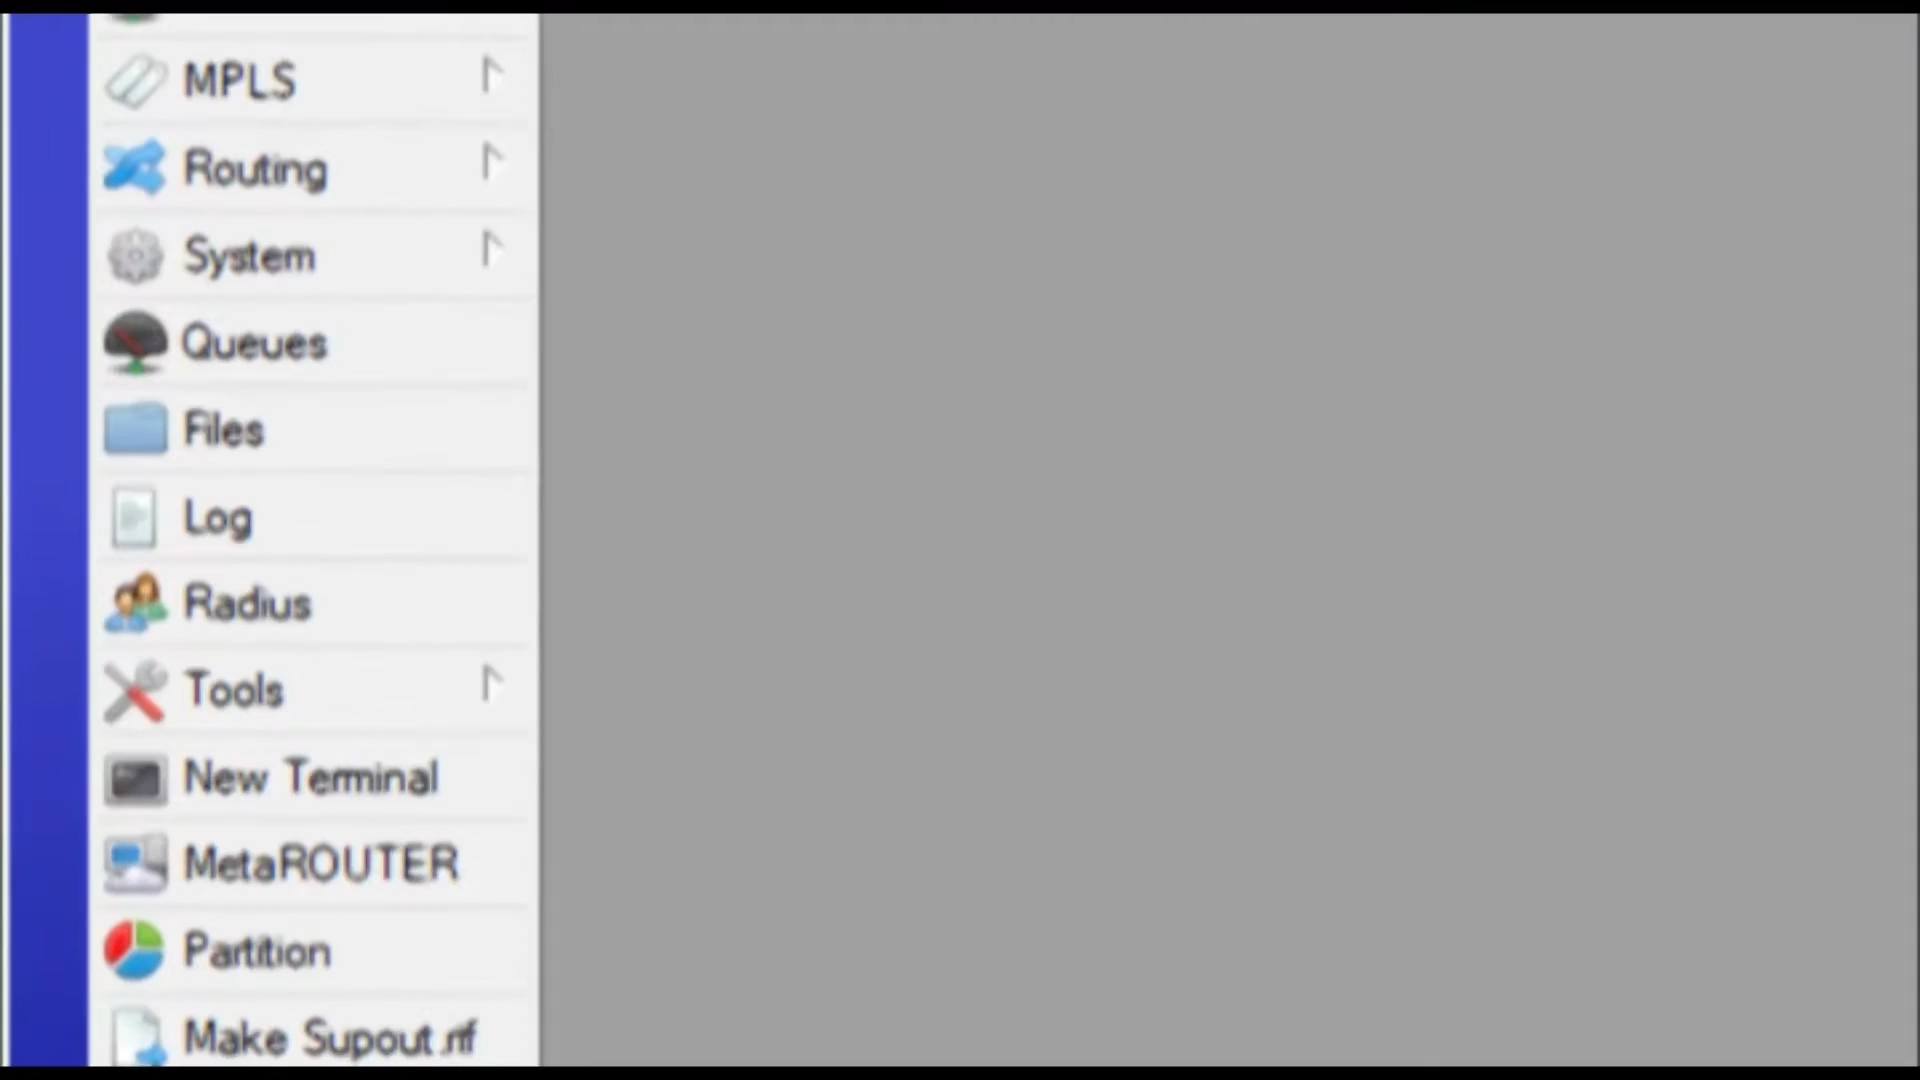 MPLS
Routing
System
Queues
Files
Log
Radius
Tools
New Terminal
MetaROUTER
Partition
Make Supout.rif